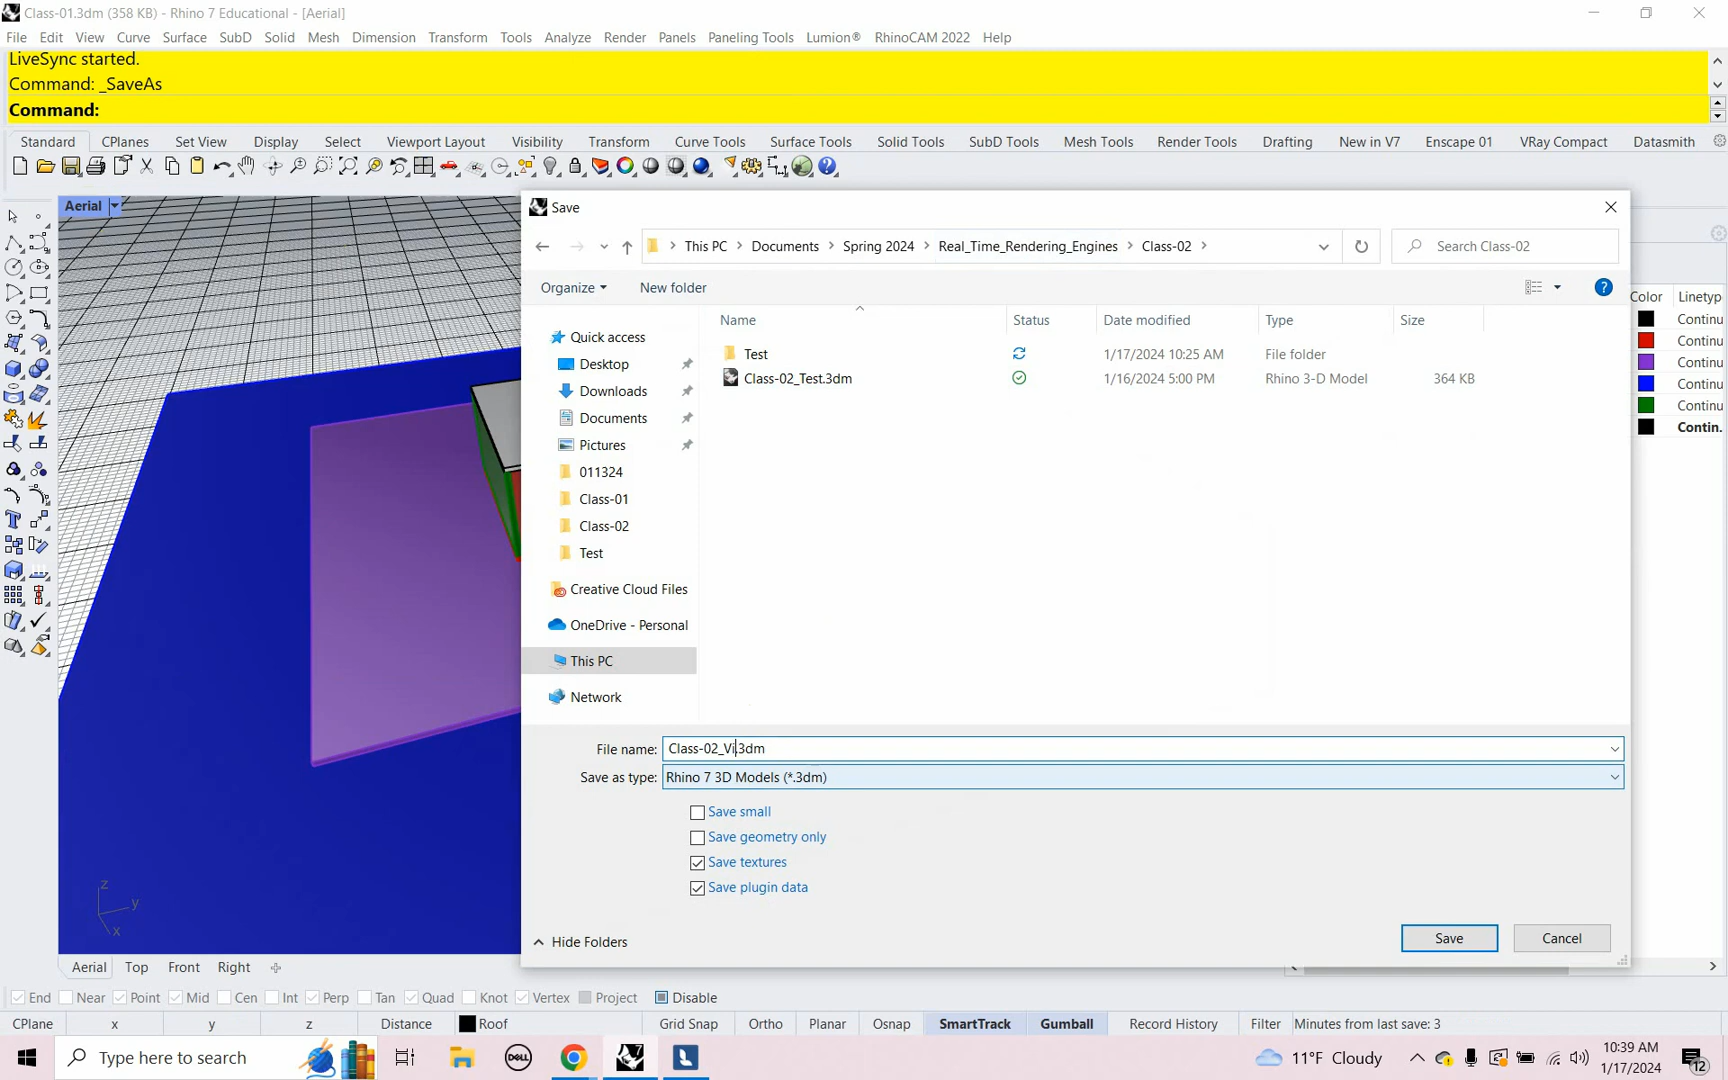 Class-01.3dm (358 KB) - Rhino 7 Educational - [Aerial]
File Edit View Curve Surface SubD Solid Mesh Dimension Transform Tools Analyze Render Panels Paneling Tools Lumion® RhinoCAM 2022 Help
LiveSync started.
Command: _SaveAs
Command:
Standard CPlanes Set View Display Select Viewport Layout Visibility Transform Curve Tools Surface Tools Solid Tools SubD Tools Mesh Tools Render Tools Drafting New in V7 Enscape 01 VRay Compact Datasmith
Aerial
Save
This PC Documents Spring 2024 Real_Time_Rendering_Engines Class-02
Search Class-02
Organize New folder
Name Status Date modified Type Size
Test 1/17/2024 10:25 AM File folder
Class-02_Test.3dm 1/16/2024 5:00 PM Rhino 3-D Model 364 KB
Quick access
Desktop
Downloads
Documents
Pictures
011324
Class-01
Class-02
Test
Creative Cloud Files
OneDrive - Personal
This PC
Network
Color Linetyp
Continu
Continu
Continu
Continu
Continu
Contin.
File name: Class-02_Vi.3dm
Save as type: Rhino 7 3D Models (*.3dm)
Save small
Save geometry only
Save textures
Save plugin data
Hide Folders
Save Cancel
z
y
x
Aerial Top Front Right
End Near Point Mid Cen Int Perp Tan Quad Knot Vertex Project Disable
CPlane x y z Distance Roof Grid Snap Ortho Planar Osnap SmartTrack Gumball Record History Filter Minutes from last save: 3
Type here to search
DELL
L
11°F Cloudy
10:39 AM
1/17/2024
12